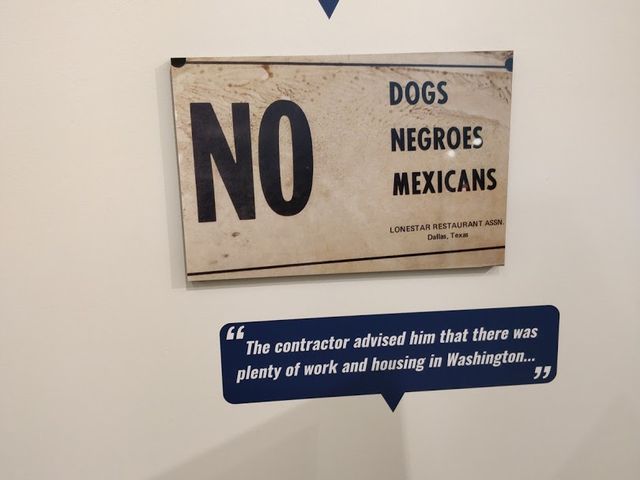 NO
DOGS
NEGROES
MEXICANS
LONESTAR RESTAURANT ASSN.
Dallas, Texas
“ The contractor advised him that there was
plenty of work and housing in Washington... ”